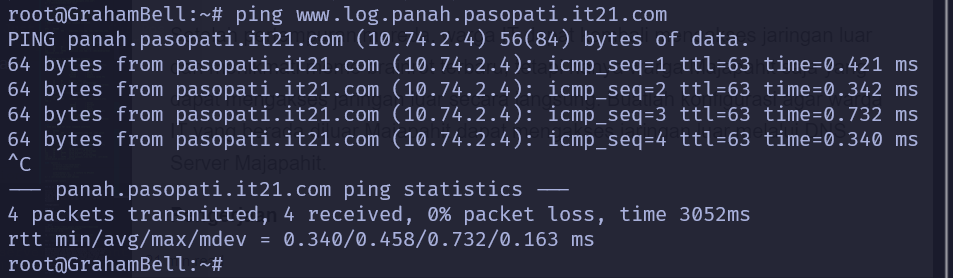 root@GrahamBell:~# ping www.log.panah.pasopati.it21.com
PING panah.pasopati.it21.com (10.74.2.4) 56(84) bytes of data.
64 bytes from pasopati.it21.com (10.74.2.4): icmp_seq=1 ttl=63 time=0.421 ms
64 bytes from pasopati.it21.com (10.74.2.4): icmp_seq=2 ttl=63 time=0.342 ms
64 bytes from pasopati.it21.com (10.74.2.4): icmp_seq=3 ttl=63 time=0.732 ms
64 bytes from pasopati.it21.com (10.74.2.4): icmp_seq=4 ttl=63 time=0.340 ms
^C
Server Majapahit.
--- panah.pasopati.it21.com ping statistics ---
4 packets transmitted, 4 received, 0% packet loss, time 3052ms
rtt min/avg/max/mdev = 0.340/0.458/0.732/0.163 ms
root@GrahamBell:~#